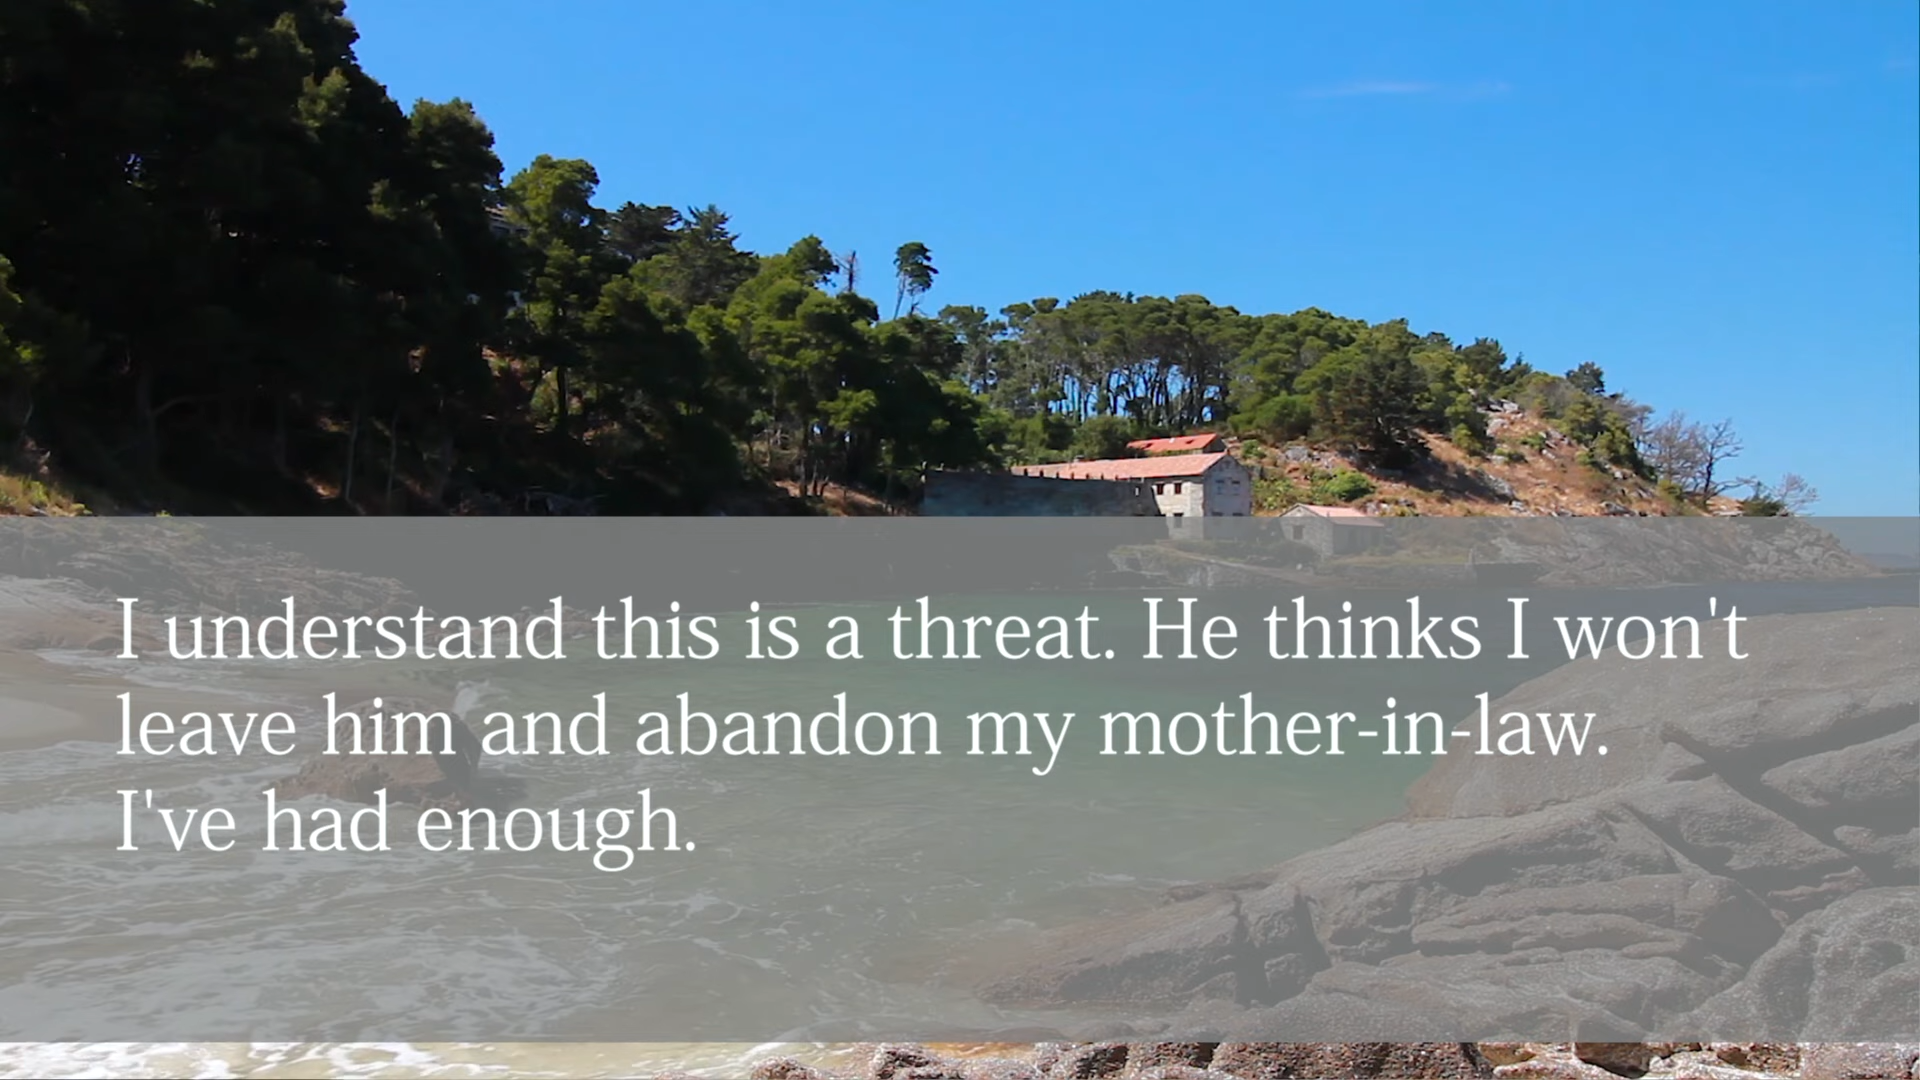 I understand this is a threat. He thinks I won't
leave him and abandon my mother-in-law.
I've had enough.